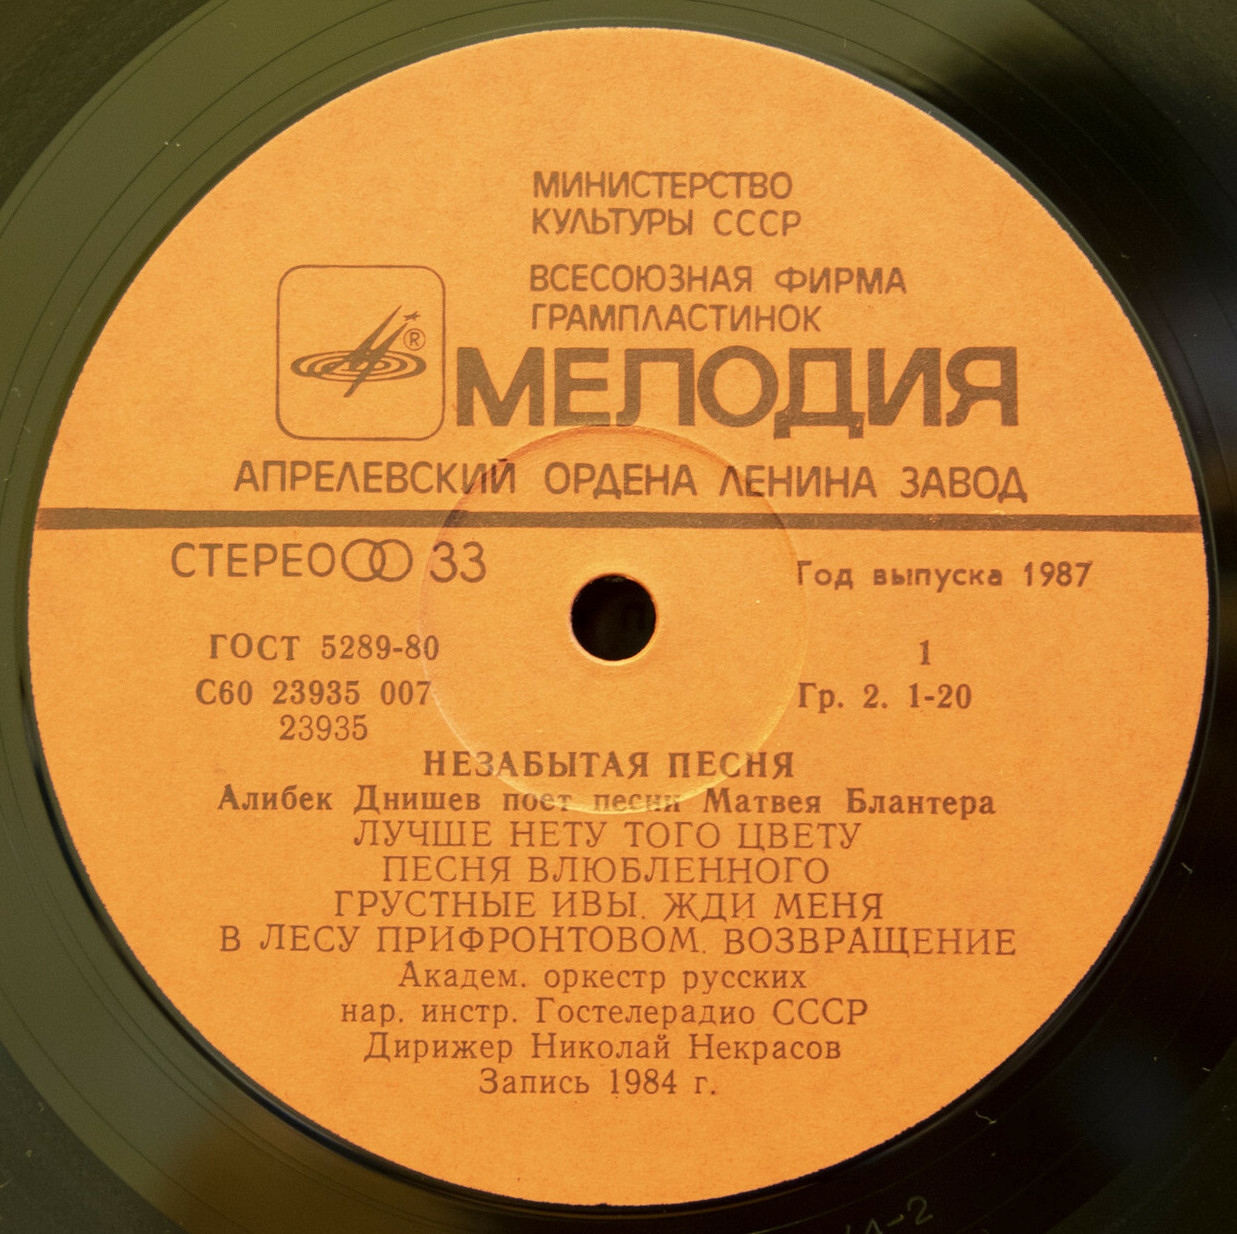 МИНИСТЕРСТВО
КУЛЬТУРЫ СССР
ВСЕСОЮЗНАЯ ФИРМА
ГРАМПЛАСТИНОК
®
МЕЛОДИЯ
АПРЕЛЕВСКИЙ ОРДЕНА ЛЕНИНА ЗАВОД
СТЕРЕО 33
Год выпуска 1987
ГОСТ 5289-80
1
С60 23935 007
Гр. 2. 1-20
23935
НЕЗАБЫТАЯ ПЕСНЯ
Алибек Днишев поет песни Матвея Блантера
ЛУЧШЕ НЕТУ ТОГО ЦВЕТУ
ПЕСНЯ ВЛЮБЛЕННОГО
ГРУСТНЫЕ ИВЫ. ЖДИ МЕНЯ
В ЛЕСУ ПРИФРОНТОВОМ. ВОЗВРАЩЕНИЕ
Академ. оркестр русских
нар. инстр. Гостелерадио СССР
Дирижер Николай Некрасов
Запись 1984 г.